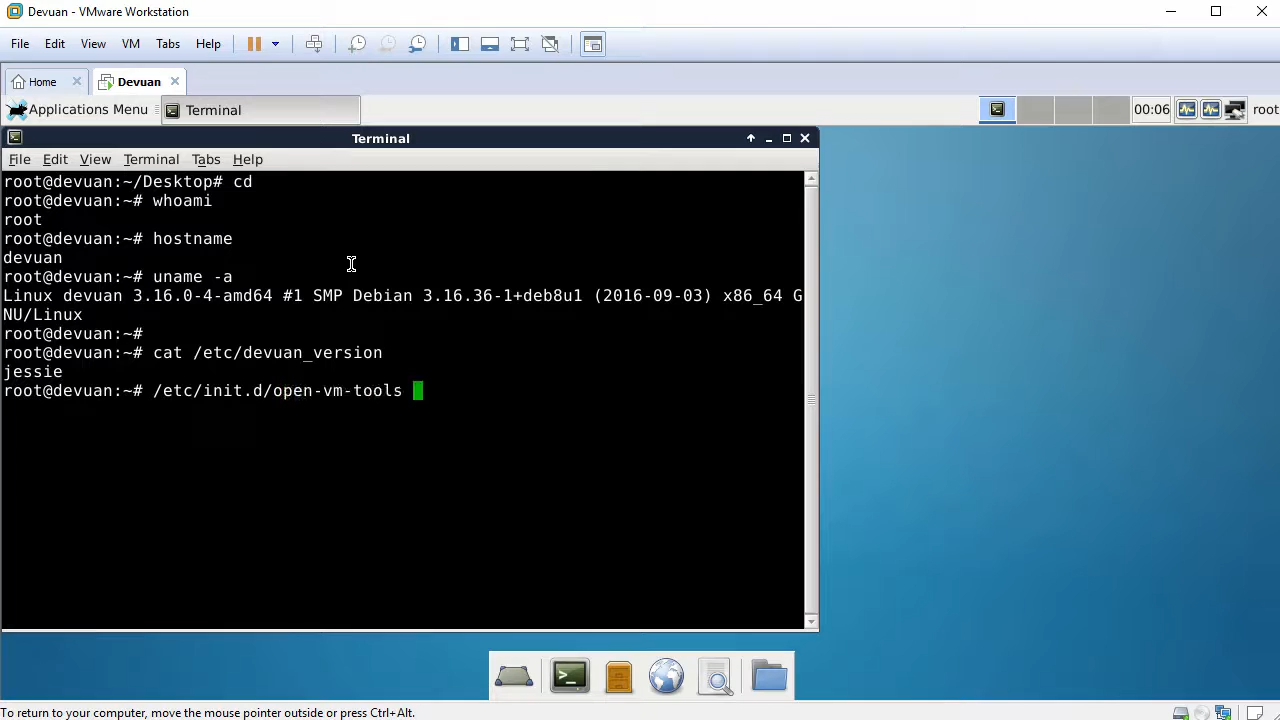 Devuan - VMware Workstation
File Edit View VM Tabs Help
Home Devuan
Applications Menu Terminal 00:06 root
Terminal
File Edit View Terminal Tabs Help
root@devuan:~/Desktop# cd
root@devuan:~# whoami
root
root@devuan:~# hostname
devuan
root@devuan:~# uname -a
Linux devuan 3.16.0-4-amd64 #1 SMP Debian 3.16.36-1+deb8u1 (2016-09-03) x86_64 G
NU/Linux
root@devuan:~#
root@devuan:~# cat /etc/devuan_version
jessie
root@devuan:~# /etc/init.d/open-vm-tools
To return to your computer, move the mouse pointer outside or press Ctrl+Alt.